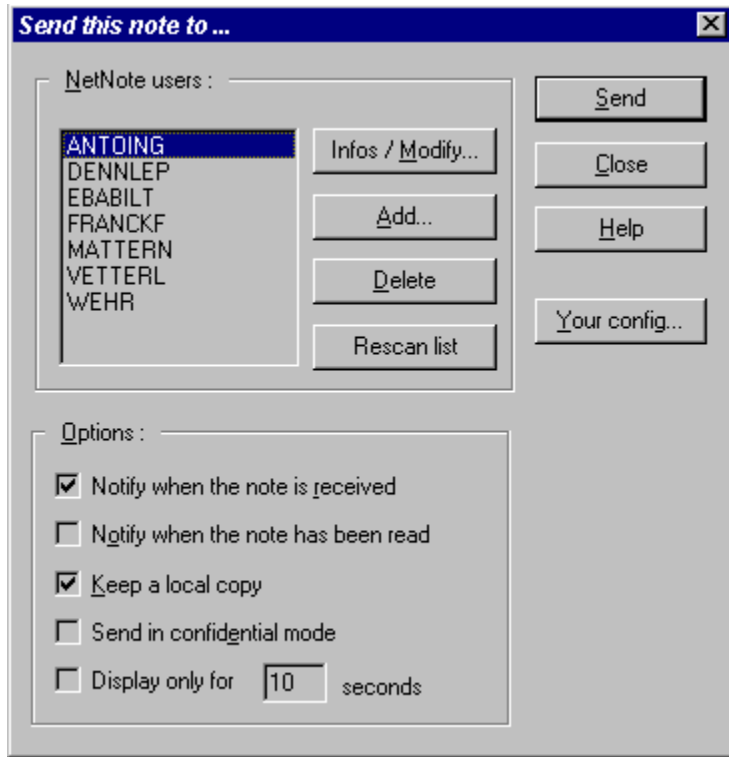 Send this note to ...
NetNote users :
ANTOING
DENNLEP
EBABILT
FRANCKF
MATTERN
VETTERL
WEHR
Infos / Modify...
Add...
Delete
Rescan list
Send
Close
Help
Your config...
Options :
Notify when the note is received
Notify when the note has been read
Keep a local copy
Send in confidential mode
Display only for 10 seconds